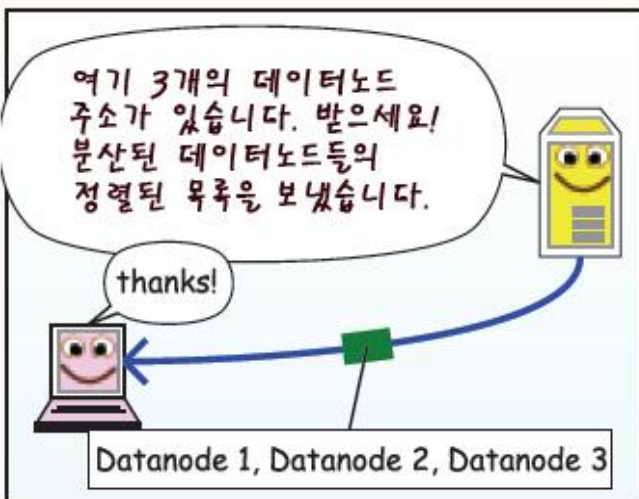 여기 3개의 데이터노드
주소가 있습니다. 받으세요!
분산된 데이터노드들의
정렬된 목록을 보냈습니다.
thanks!
Datanode 1, Datanode 2, Datanode 3